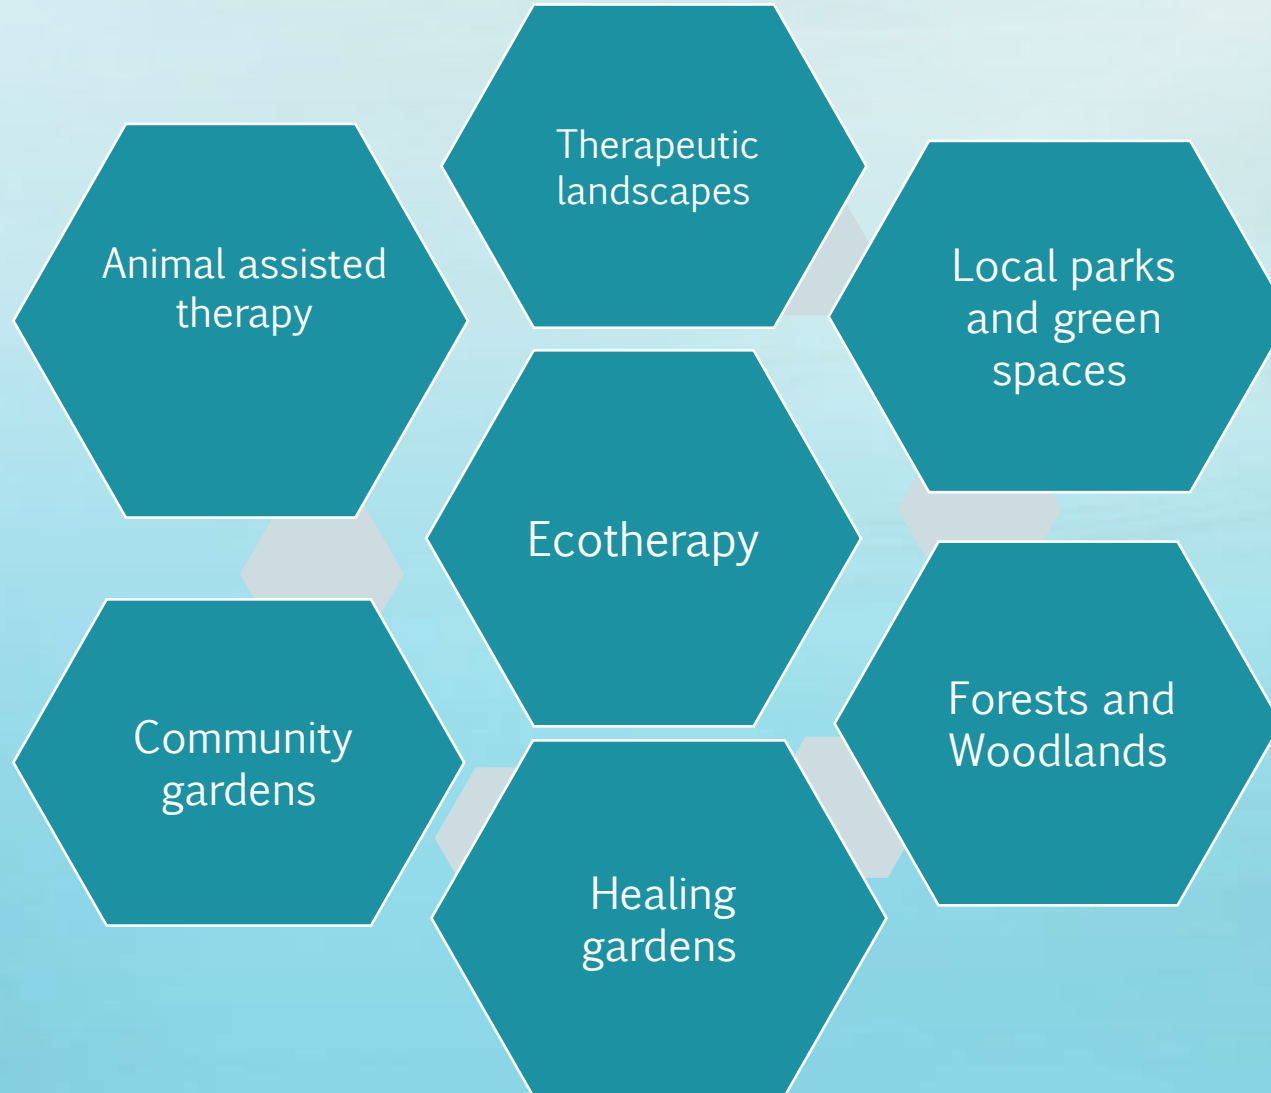 Therapeutic
landscapes
Animal assisted
therapy
Local parks
and green
spaces
Ecotherapy
Forests and
Woodlands
Community
gardens
Healing
gardens